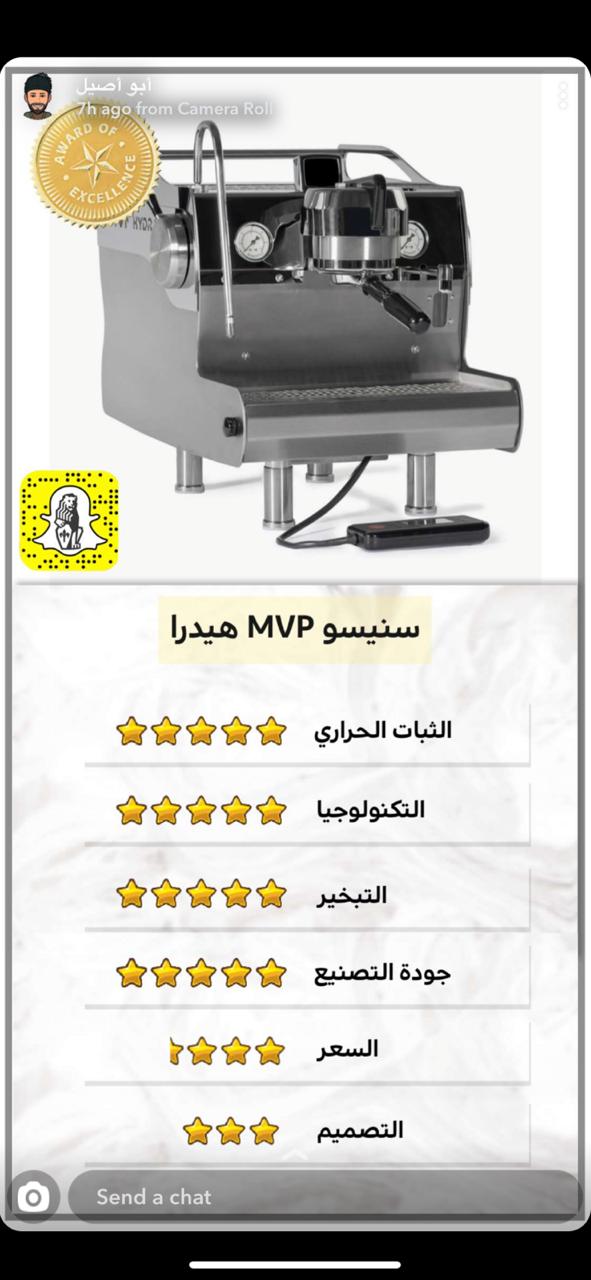 أبو أصيل
7h ago from Camera Roll
AWARD OF
EXCELLENCE
سنيسو MVP هيدرا
الثبات الحراري
التكنولوجيا
التبخير
جودة التصنيع
السعر
التصميم
Send a chat